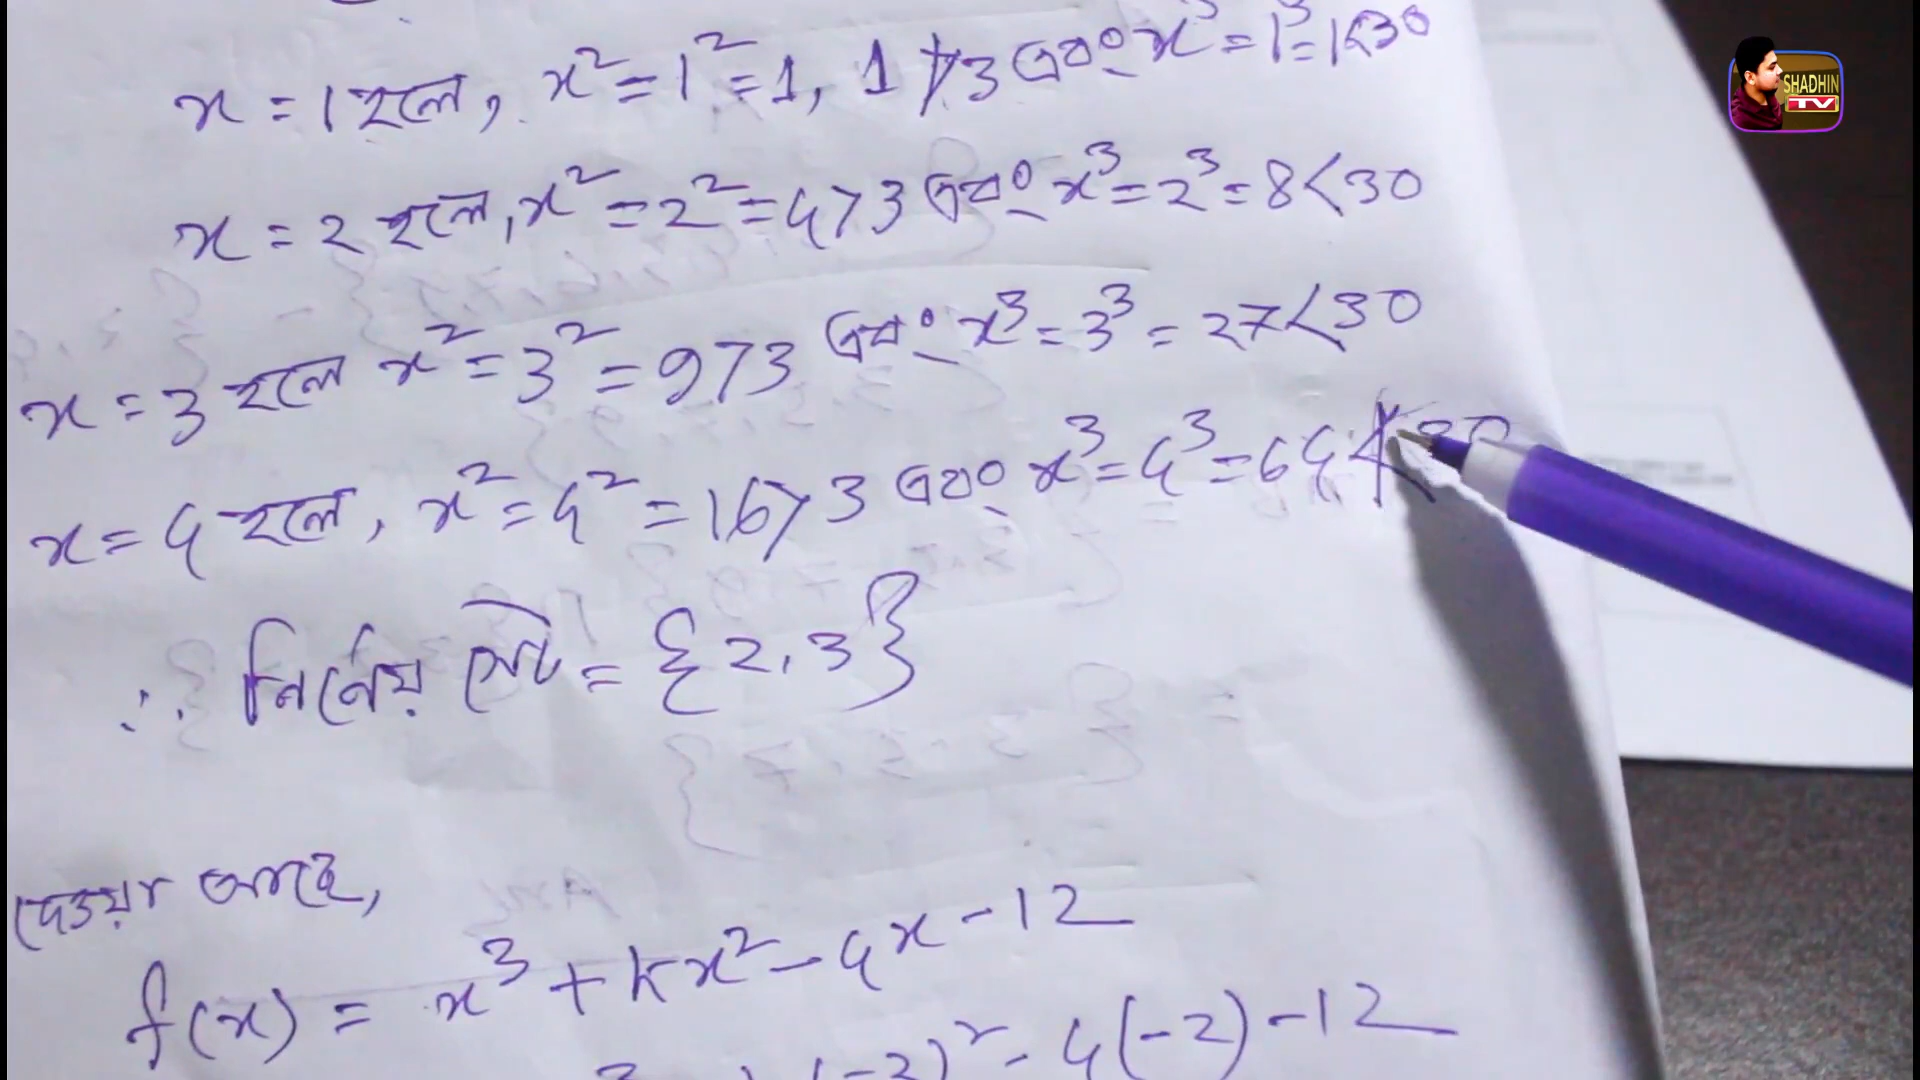 x = 1 হলে, x² = 1² = 1, 1 ≯ 3 এবং x³ = 1³ = 1 < 30
SHADHIN
TV
x = 2 হলে, x² = 2² = 4 > 3 এবং x³ = 2³ = 8 < 30
x = 3 হলে x² = 3² = 9 > 3 এবং x³ = 3³ = 27 < 30
x = 4 হলে, x² = 4² = 16 > 3 এবং x³ = 4³ = 64 ≮ 30
∴ নির্নেয় সেট = {2, 3}
দেওয়া আছে,
f(x) = x³ + kx² - 4x - 12
(-2)² - 4(-2) - 12